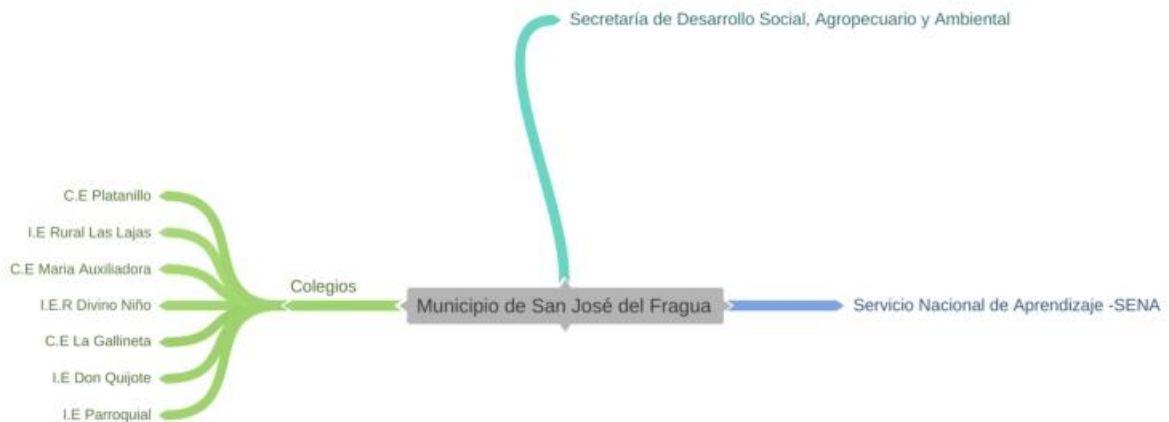 Secretaría de Desarrollo Social, Agropecuario y Ambiental
C.E Platanillo
I.E Rural Las Lajas
C.E Maria Auxiliadora
I.E.R Divino Niño
C.E La Gallineta
I.E Don Quijote
I.E Parroquial
Colegios
Municipio de San José del Fragua
Servicio Nacional de Aprendizaje -SENA